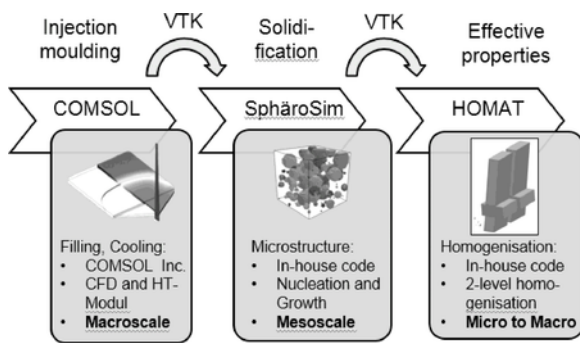 Injection
moulding
VTK
Solidi-
fication
VTK
Effective
properties
COMSOL
SphäroSim
HOMAT
Filling, Cooling:
• COMSOL Inc.
• CFD and HT-
Modul
• Macroscale
Microstructure:
• In-house code
• Nucleation and
Growth
• Mesoscale
Homogenisation:
• In-house code
• 2-level homo-
genisation
• Micro to Macro